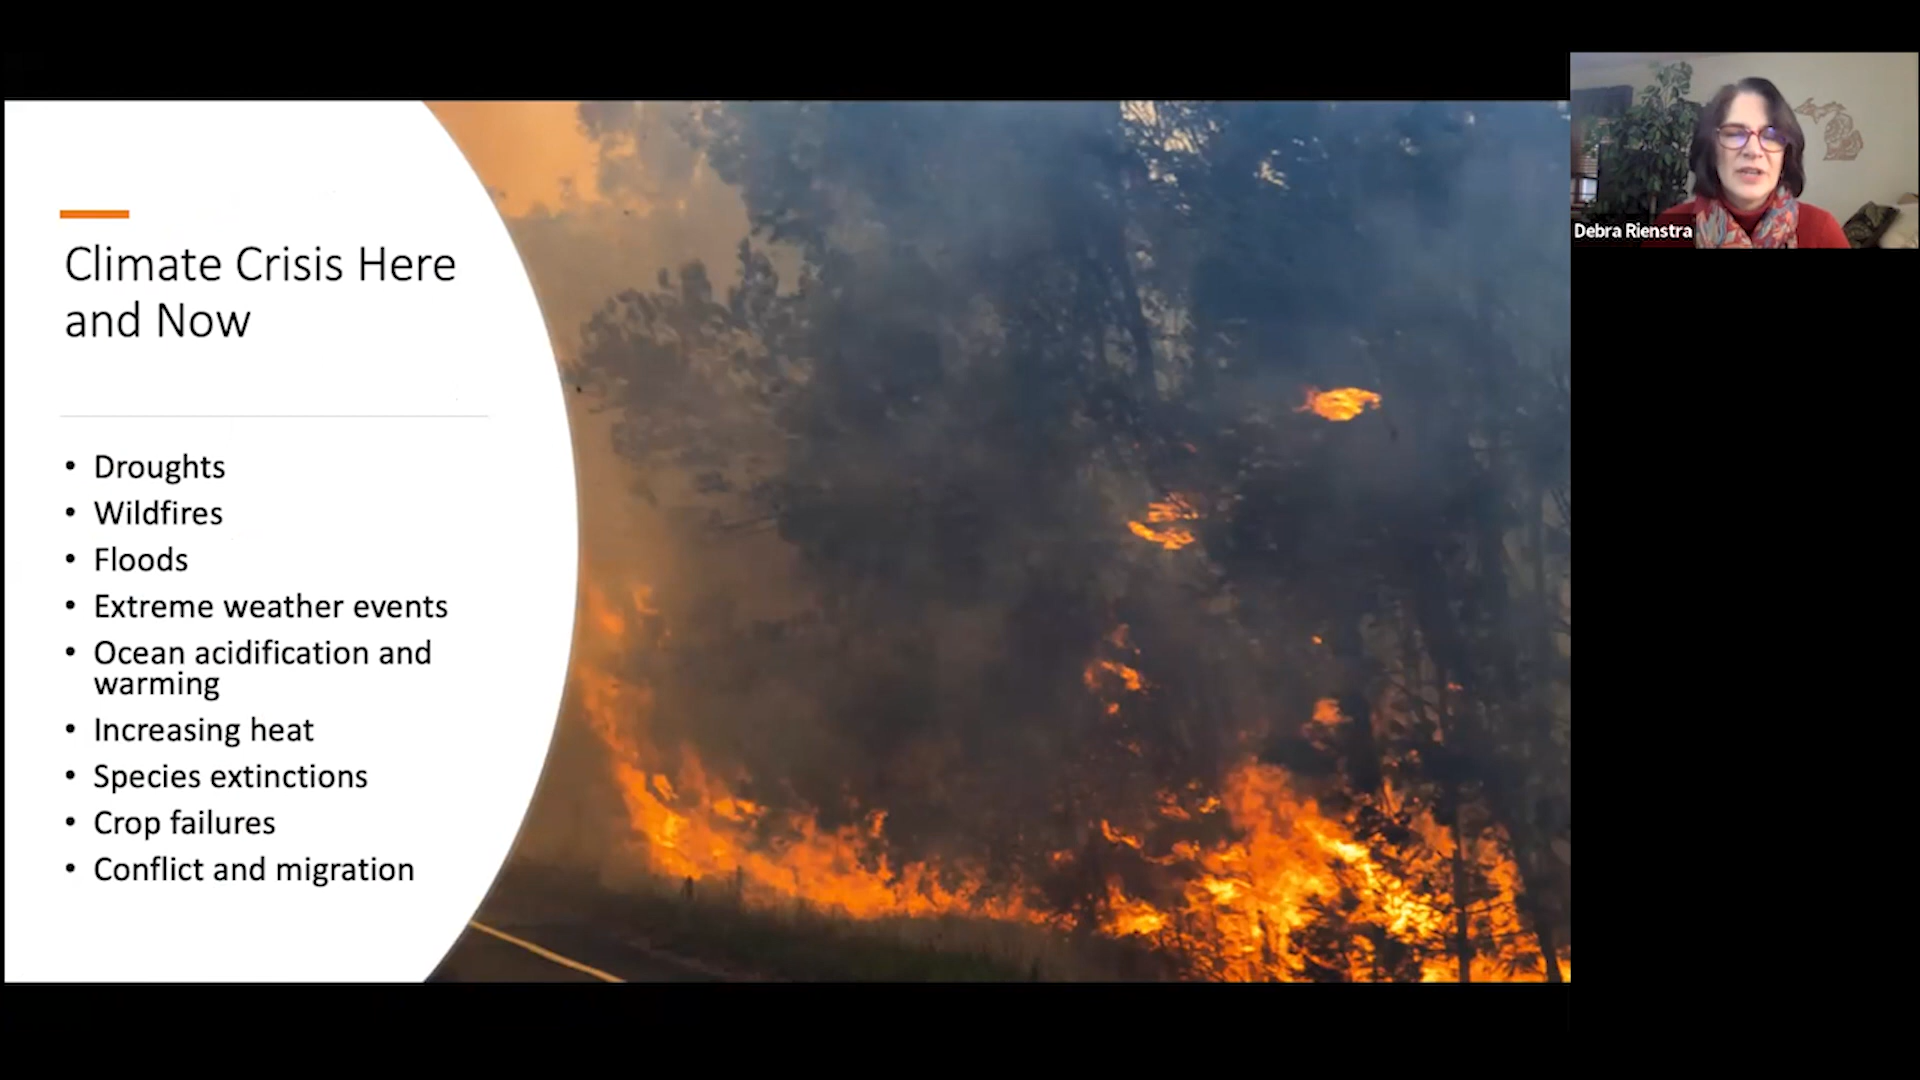 Climate Crisis Here
and Now
• Droughts
• Wildfires
• Floods
• Extreme weather events
• Ocean acidification and
warming
• Increasing heat
• Species extinctions
• Crop failures
• Conflict and migration
Debra Rienstra